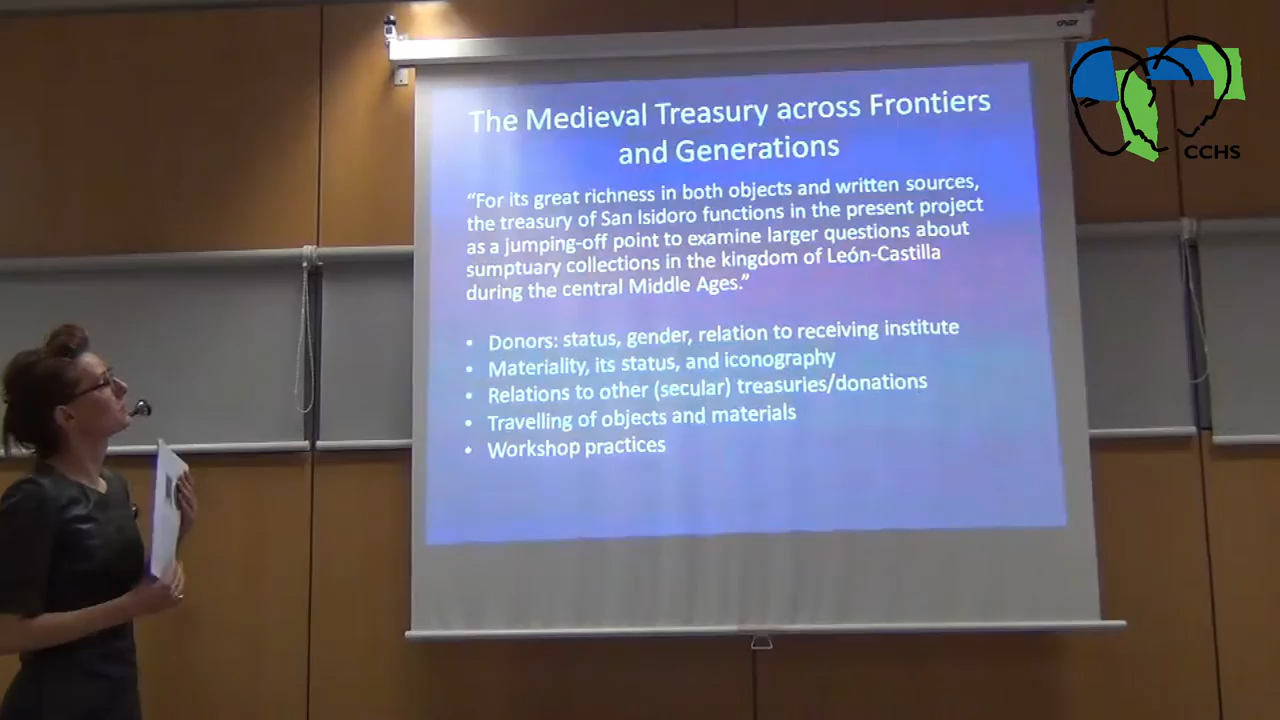 The Medieval Treasury across Frontiers
and Generations
“For its great richness in both objects and written sources,
the treasury of San Isidoro functions in the present project
as a jumping-off point to examine larger questions about
sumptuary collections in the kingdom of León-Castilla
during the central Middle Ages.”
• Donors: status, gender, relation to receiving institute
• Materiality, its status, and iconography
• Relations to other (secular) treasuries/donations
• Travelling of objects and materials
• Workshop practices
CCHS